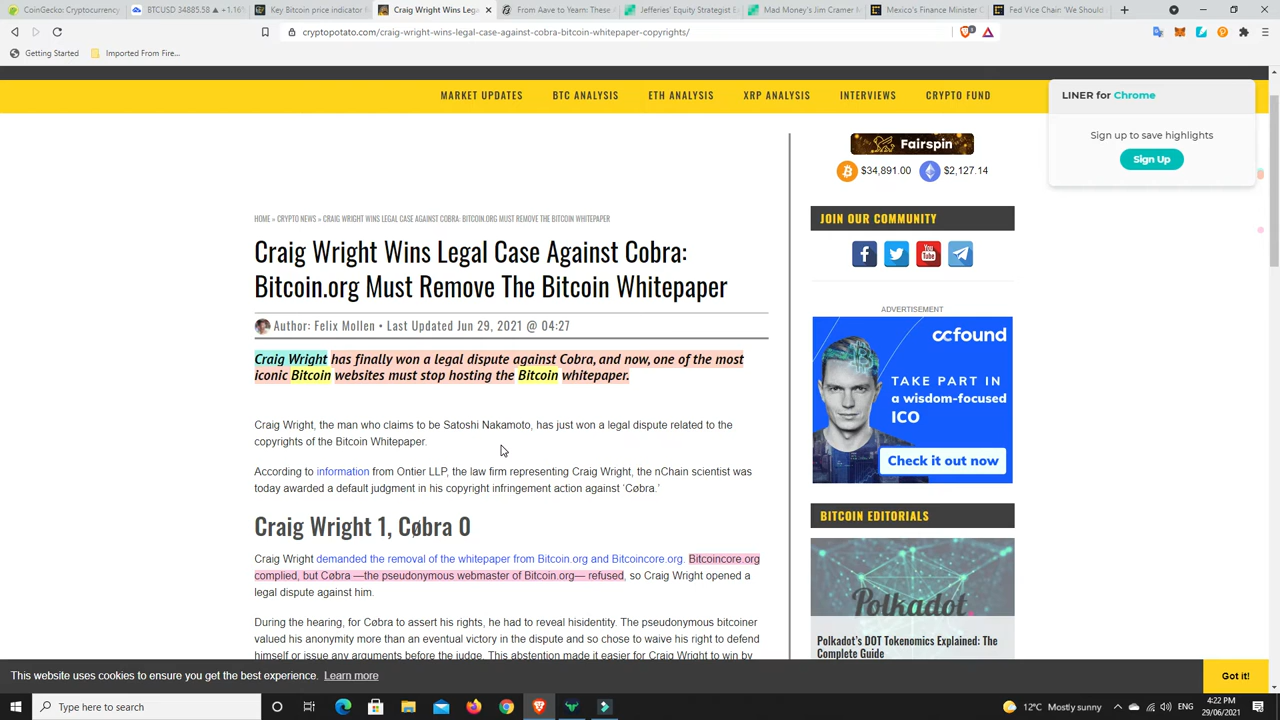 CoinGecko: Cryptocurrency
BTCUSD 34885.58 ▲ +1.16%
Key Bitcoin price indicator f
Craig Wright Wins Leg
From Aave to Yearn: These A
Jefferies' Equity Strategist E
Mad Money's Jim Cramer
Mexico's Finance Minister C
Fed Vice Chair: 'We Should
cryptopotato.com/craig-wright-wins-legal-case-against-cobra-bitcoin-whitepaper-copyrights/
Getting Started
Imported From Fire...
MARKET UPDATES BTC ANALYSIS ETH ANALYSIS XRP ANALYSIS INTERVIEWS CRYPTO FUND
LINER for Chrome
Sign up to save highlights
Sign Up
Fairspin
$34,891.00 $2,127.14
HOME » CRYPTO NEWS » CRAIG WRIGHT WINS LEGAL CASE AGAINST COBRA: BITCOIN.ORG MUST REMOVE THE BITCOIN WHITEPAPER
Craig Wright Wins Legal Case Against Cobra:
Bitcoin.org Must Remove The Bitcoin Whitepaper
Author: Felix Mollen • Last Updated Jun 29, 2021 @ 04:27
Craig Wright has finally won a legal dispute against Cobra, and now, one of the most
iconic Bitcoin websites must stop hosting the Bitcoin whitepaper.
Craig Wright, the man who claims to be Satoshi Nakamoto, has just won a legal dispute related to the
copyrights of the Bitcoin Whitepaper.
According to information from Ontier LLP, the law firm representing Craig Wright, the nChain scientist was
today awarded a default judgment in his copyright infringement action against 'Cøbra.'
Craig Wright 1, Cøbra 0
Craig Wright demanded the removal of the whitepaper from Bitcoin.org and Bitcoincore.org. Bitcoincore.org
complied, but Cøbra —the pseudonymous webmaster of Bitcoin.org— refused, so Craig Wright opened a
legal dispute against him.
During the hearing, for Cøbra to assert his rights, he had to reveal hisidentity. The pseudonymous bitcoiner
valued his anonymity more than an eventual victory in the dispute and so chose to waive his right to defend
himself or issue any arguments before the judge. This abstention made it easier for Craig Wright to win by
JOIN OUR COMMUNITY
You
Tube
ADVERTISEMENT
ccfound
TAKE PART IN
a wisdom-focused
ICO
Check it out now
BITCOIN EDITORIALS
Polkadot.
Polkadot's DOT Tokenomics Explained: The
Complete Guide
This website uses cookies to ensure you get the best experience. Learn more
Got it!
Type here to search
12°C Mostly sunny
ENG
4:22 PM
29/06/2021